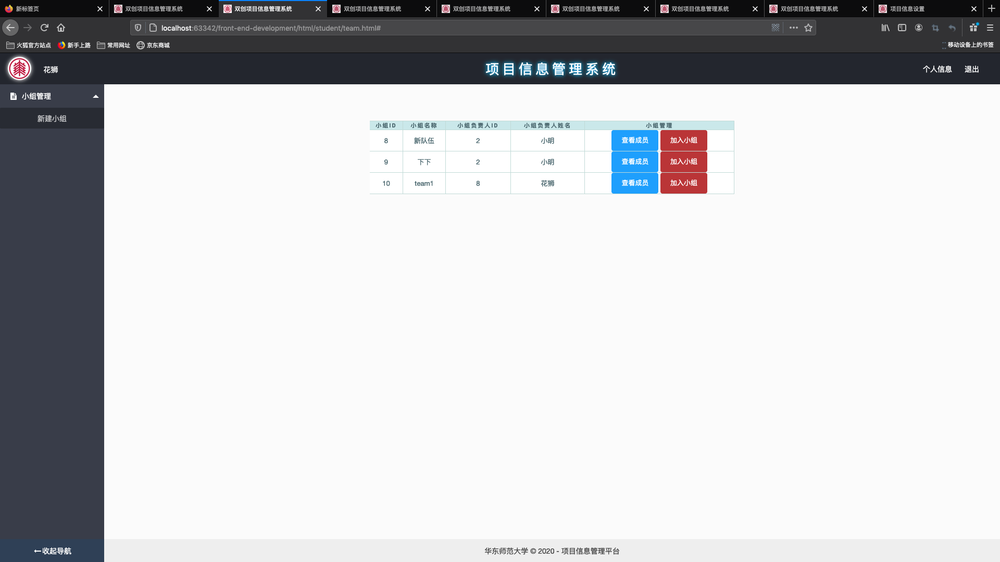 新标签页 双创项目信息管理系统 双创项目信息管理系统 双创项目信息管理系统 双创项目信息管理系统 双创项目信息管理系统 双创项目信息管理系统 双创项目信息管理系统 项目信息设置
localhost:63342/front-end-development/html/student/team.html#
火狐官方站点 新手上路 常用网址 京东商城 移动设备上的书签
花狮 项目信息管理系统 个人信息 退出
小组管理
新建小组
小组ID 小组名称 小组负责人ID 小组负责人姓名 小组管理
8 新队伍 2 小明 查看成员 加入小组
9 下下 2 小明 查看成员 加入小组
10 team1 8 花狮 查看成员 加入小组
收起导航
华东师范大学 © 2020 - 项目信息管理平台